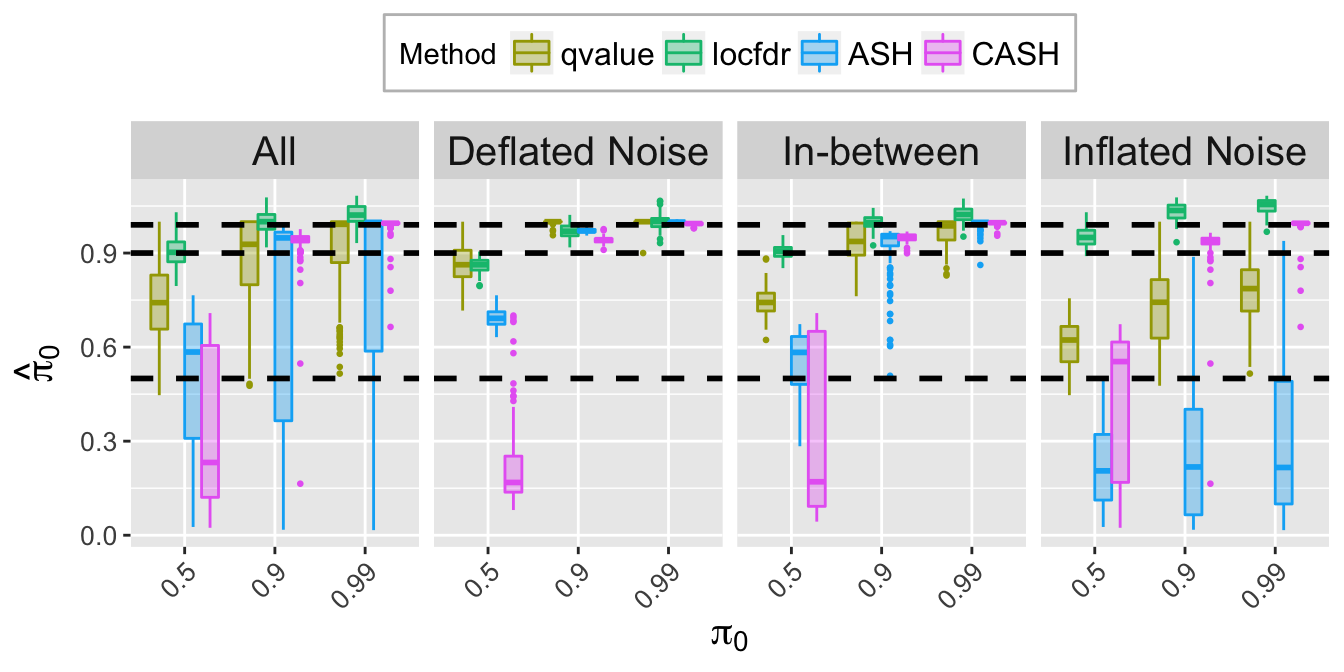 Method qvalue locfdr ASH CASH
All Deflated Noise In-between Inflated Noise
0.9
0.6
0.3
0.0
π̂0
0.5 0.9 0.99 0.5 0.9 0.99 0.5 0.9 0.99 0.5 0.9 0.99
π0